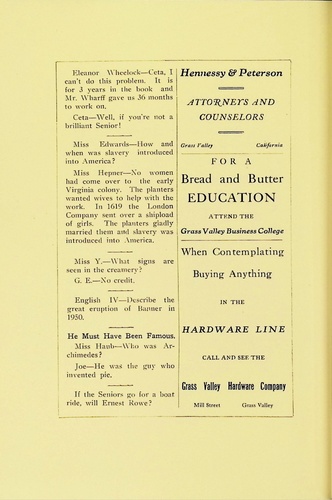 Eleanor Wheelock—Ceta, I
can't do this problem. It is
for 3 years in the book and
Mr. Wharff gave us 36 months
to work on.
Ceta—Well, if you're not a
brilliant Senior!
Miss Edwards—How and
when was slavery introduced
into America?
Miss Hepner—No women
had come over to the early
Virginia colony. The planters
wanted wives to help with the
work. In 1619 the London
Company sent over a shipload
of girls. The planters gladly
married them and slavery was
introduced into America.
Miss Y.—What signs are
seen in the creamery?
G. E.—No credit.
English IV—Describe the
great eruption of Banner in
1950.
He Must Have Been Famous.
Miss Haub—Who was Ar-
chimedes?
Joe—He was the guy who
invented pie.
If the Seniors go for a boat
ride, will Ernest Rowe?
Hennessy & Peterson
ATTORNEYS AND
COUNSELORS
Grass Valley California
FOR A
Bread and Butter
EDUCATION
ATTEND THE
Grass Valley Business College
When Contemplating
Buying Anything
IN THE
HARDWARE LINE
CALL AND SEE THE
Grass Valley Hardware Company
Mill Street Grass Valley